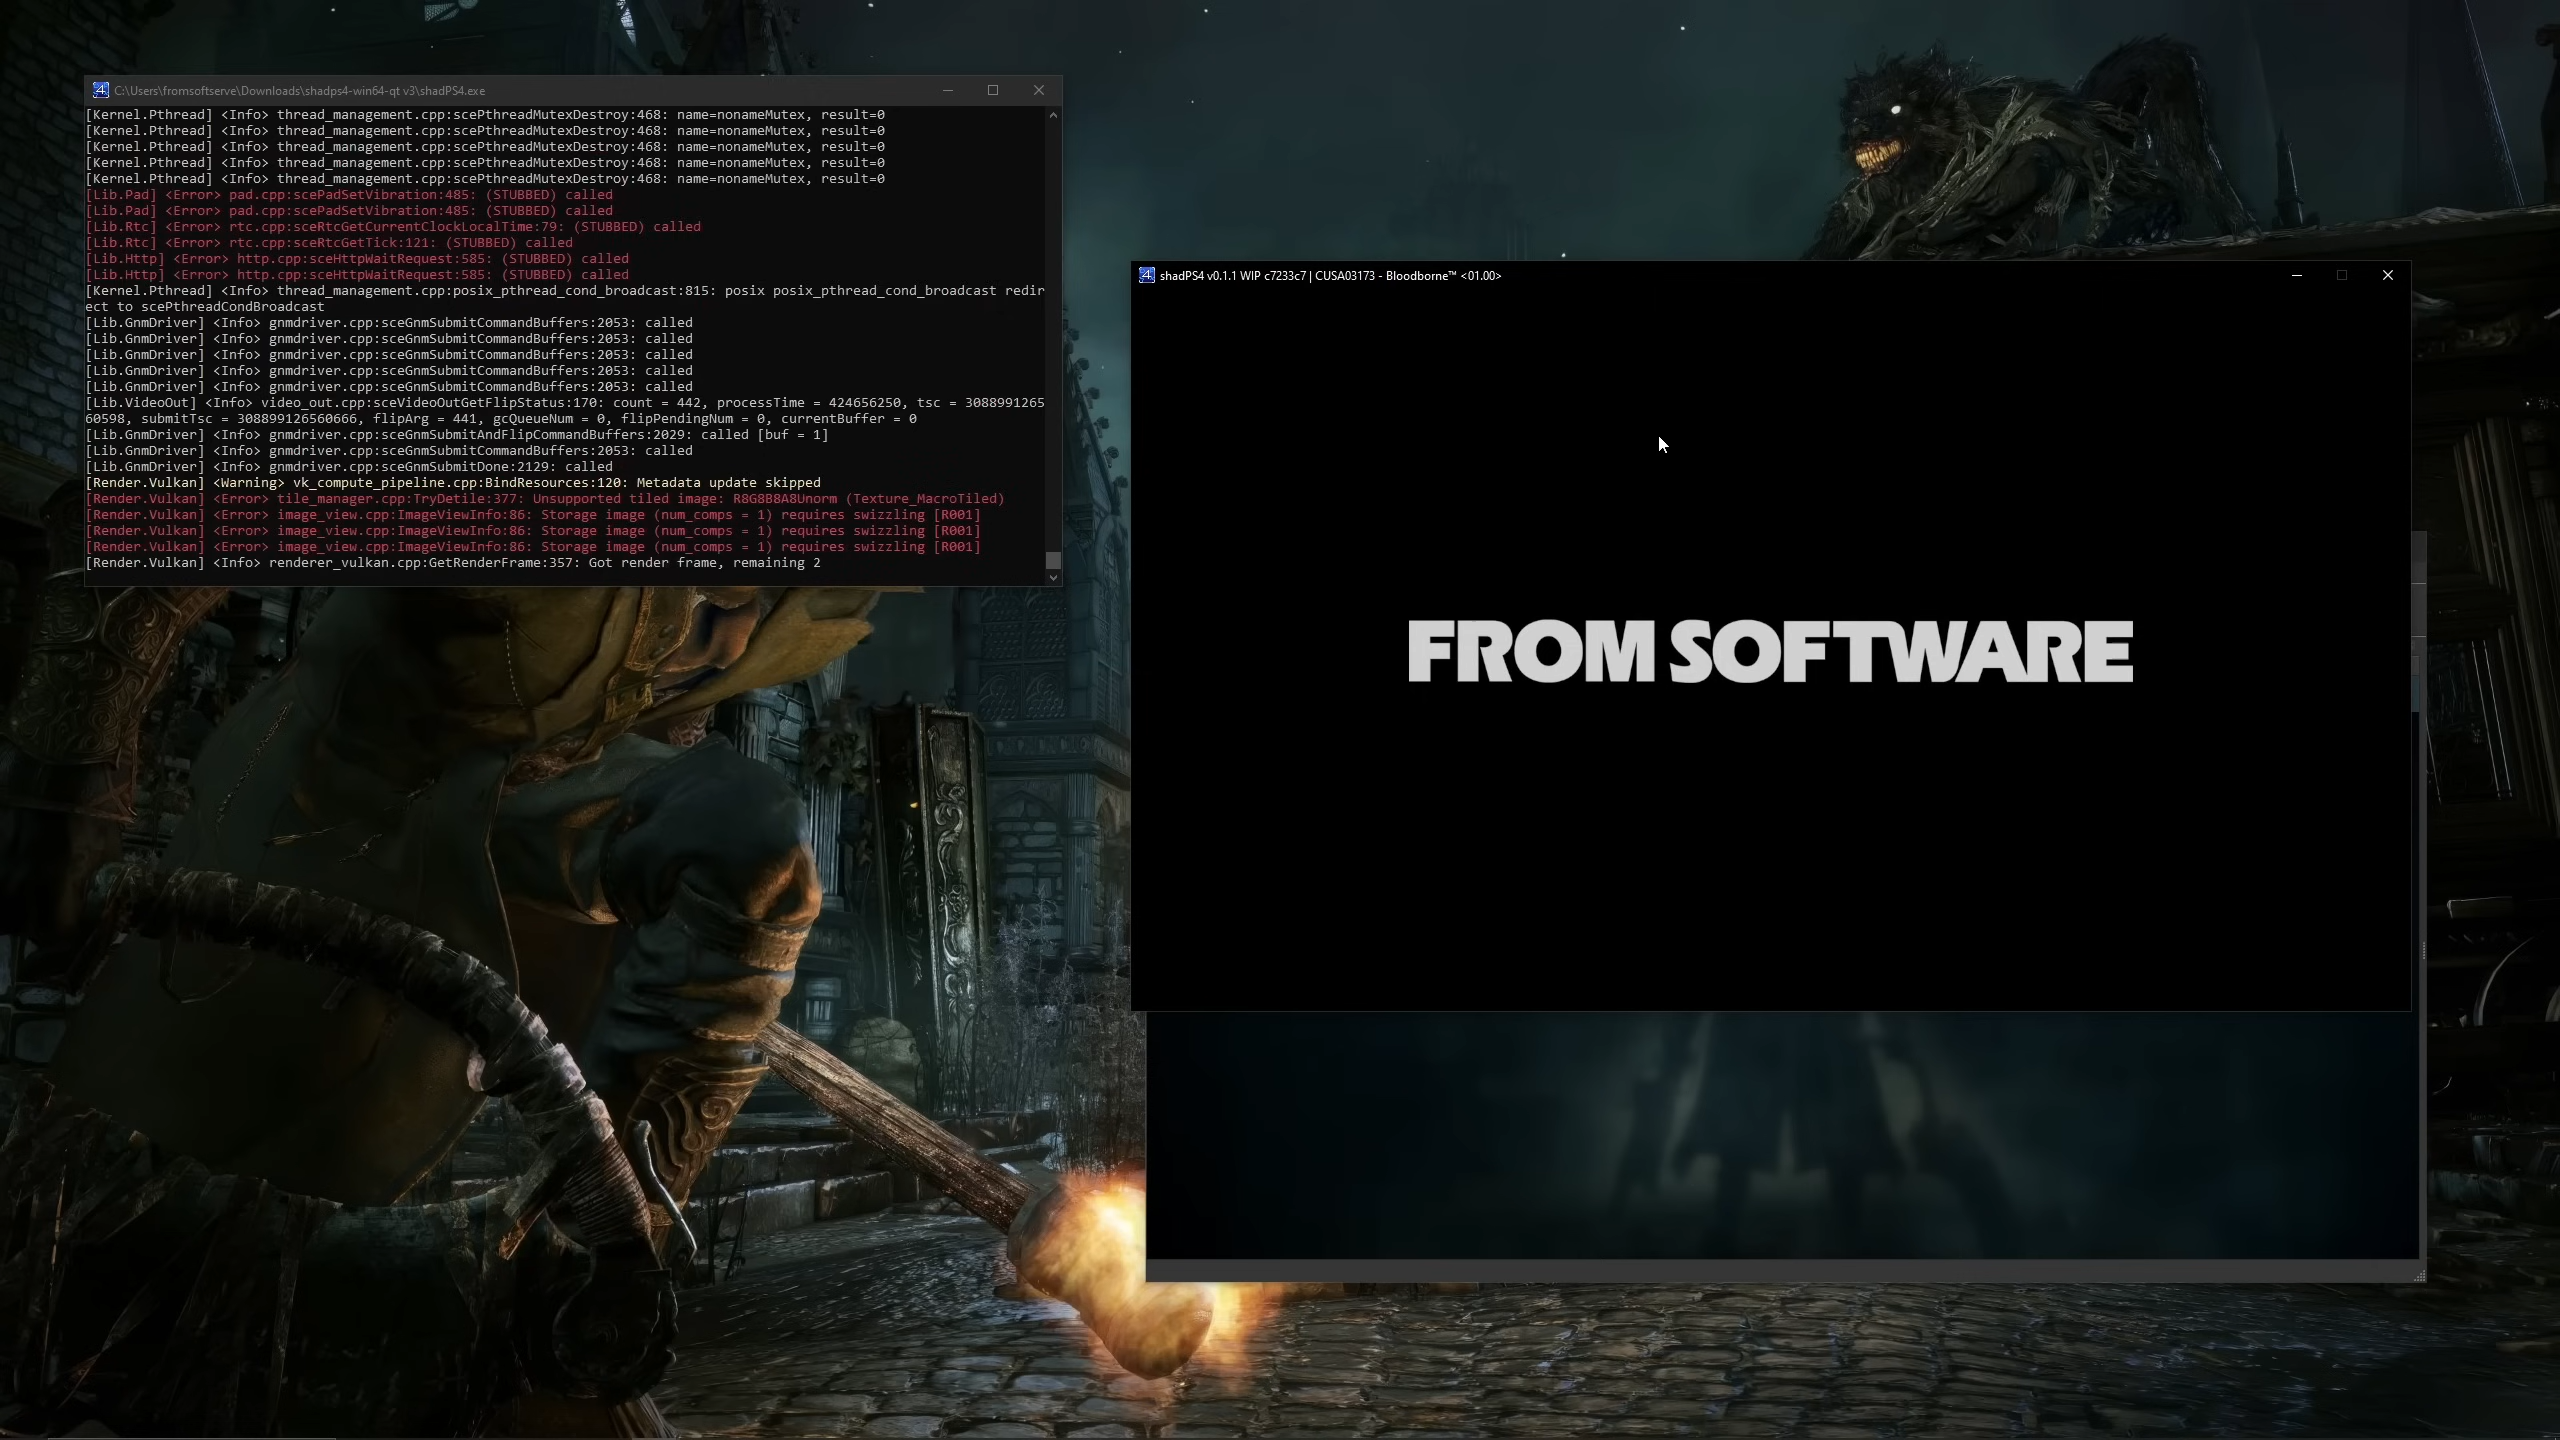 C:\Users\fromsoftserve\Downloads\shadps4-win64-qt v3\shadPS4.exe
[Kernel.Pthread] <Info> thread_management.cpp:scePthreadMutexDestroy:468: name=nonameMutex, result=0
[Kernel.Pthread] <Info> thread_management.cpp:scePthreadMutexDestroy:468: name=nonameMutex, result=0
[Kernel.Pthread] <Info> thread_management.cpp:scePthreadMutexDestroy:468: name=nonameMutex, result=0
[Kernel.Pthread] <Info> thread_management.cpp:scePthreadMutexDestroy:468: name=nonameMutex, result=0
[Kernel.Pthread] <Info> thread_management.cpp:scePthreadMutexDestroy:468: name=nonameMutex, result=0
[Lib.Pad] <Error> pad.cpp:scePadSetVibration:485: (STUBBED) called
[Lib.Pad] <Error> pad.cpp:scePadSetVibration:485: (STUBBED) called
[Lib.Rtc] <Error> rtc.cpp:sceRtcGetCurrentClockLocalTime:79: (STUBBED) called
[Lib.Rtc] <Error> rtc.cpp:sceRtcGetTick:121: (STUBBED) called
[Lib.Http] <Error> http.cpp:sceHttpWaitRequest:585: (STUBBED) called
[Lib.Http] <Error> http.cpp:sceHttpWaitRequest:585: (STUBBED) called
[Kernel.Pthread] <Info> thread_management.cpp:posix_pthread_cond_broadcast:815: posix posix_pthread_cond_broadcast redir
ect to scePthreadCondBroadcast
[Lib.GnmDriver] <Info> gnmdriver.cpp:sceGnmSubmitCommandBuffers:2053: called
[Lib.GnmDriver] <Info> gnmdriver.cpp:sceGnmSubmitCommandBuffers:2053: called
[Lib.GnmDriver] <Info> gnmdriver.cpp:sceGnmSubmitCommandBuffers:2053: called
[Lib.GnmDriver] <Info> gnmdriver.cpp:sceGnmSubmitCommandBuffers:2053: called
[Lib.GnmDriver] <Info> gnmdriver.cpp:sceGnmSubmitCommandBuffers:2053: called
[Lib.VideoOut] <Info> video_out.cpp:sceVideoOutGetFlipStatus:170: count = 442, processTime = 424656250, tsc = 3088991265
60598, submitTsc = 308899126560666, flipArg = 441, gcQueueNum = 0, flipPendingNum = 0, currentBuffer = 0
[Lib.GnmDriver] <Info> gnmdriver.cpp:sceGnmSubmitAndFlipCommandBuffers:2029: called [buf = 1]
[Lib.GnmDriver] <Info> gnmdriver.cpp:sceGnmSubmitCommandBuffers:2053: called
[Lib.GnmDriver] <Info> gnmdriver.cpp:sceGnmSubmitDone:2129: called
[Render.Vulkan] <Warning> vk_compute_pipeline.cpp:BindResources:120: Metadata update skipped
[Render.Vulkan] <Error> tile_manager.cpp:TryDetile:377: Unsupported tiled image: R8G8B8A8Unorm (Texture_MacroTiled)
[Render.Vulkan] <Error> image_view.cpp:ImageViewInfo:86: Storage image (num_comps = 1) requires swizzling [R001]
[Render.Vulkan] <Error> image_view.cpp:ImageViewInfo:86: Storage image (num_comps = 1) requires swizzling [R001]
[Render.Vulkan] <Error> image_view.cpp:ImageViewInfo:86: Storage image (num_comps = 1) requires swizzling [R001]
[Render.Vulkan] <Info> renderer_vulkan.cpp:GetRenderFrame:357: Got render frame, remaining 2
shadPS4 v0.1.1 WIP c7233c7 | CUSA03173 - Bloodborne™ <01.00>
FROMSOFTWARE